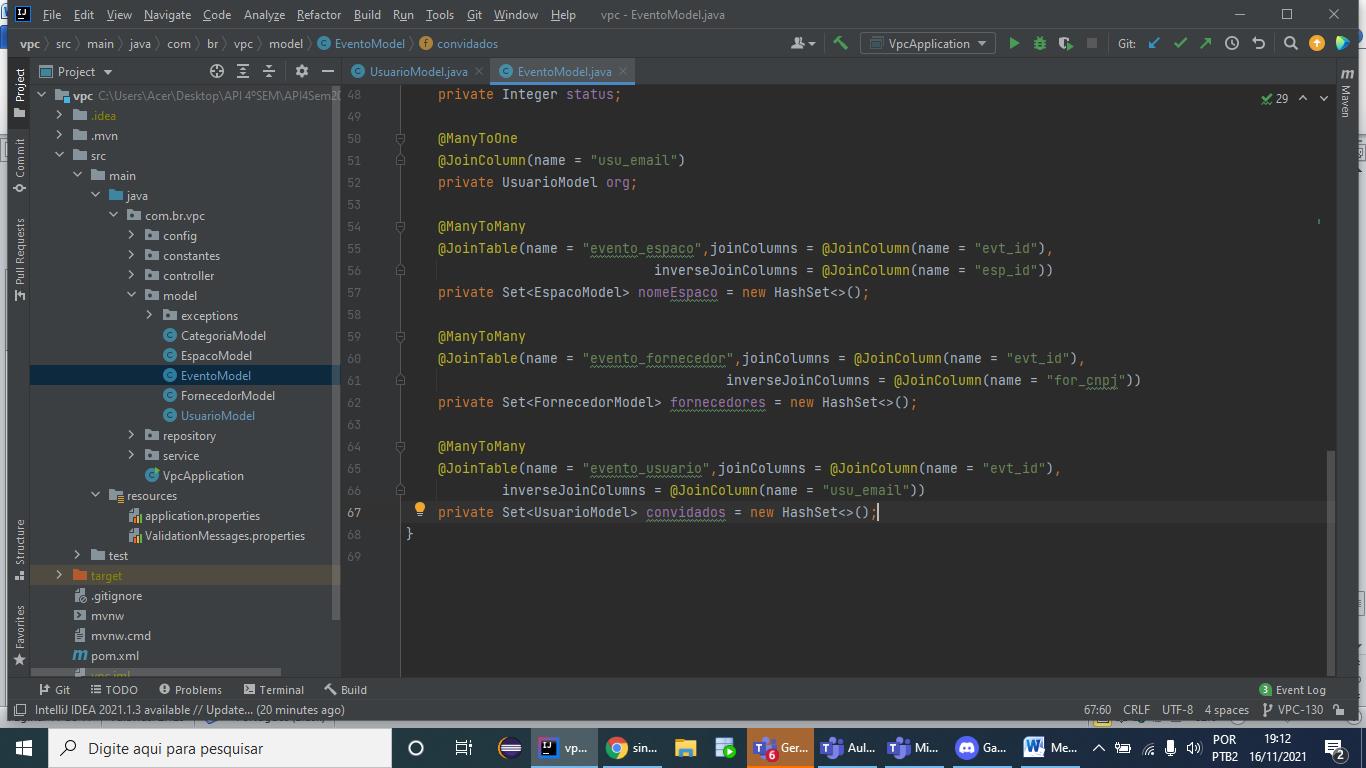 File Edit View Navigate Code Analyze Refactor Build Run Tools Git Window Help vpc - EventoModel.java
vpc src main java com br vpc model EventoModel convidados VpcApplication Git:
Project UsuarioModel.java EventoModel.java
vpc C:\Users\Acer\Desktop\API 4ºSEM\API4Sem20
.idea
.mvn
src
main
java
com.br.vpc
config
constantes
controller
model
exceptions
CategoriaModel
EspacoModel
EventoModel
FornecedorModel
UsuarioModel
repository
service
VpcApplication
resources
application.properties
ValidationMessages.properties
test
target
.gitignore
mvnw
mvnw.cmd
pom.xml
vpc.iml
Project
Commit
Pull Requests
Structure
Favorites
29
48 private Integer status;
49
50 @ManyToOne
51 @JoinColumn(name = "usu_email")
52 private UsuarioModel org;
53
54 @ManyToMany
55 @JoinTable(name = "evento_espaco",joinColumns = @JoinColumn(name = "evt_id"),
56 inverseJoinColumns = @JoinColumn(name = "esp_id"))
57 private Set<EspacoModel> nomeEspaco = new HashSet<>();
58
59 @ManyToMany
60 @JoinTable(name = "evento_fornecedor",joinColumns = @JoinColumn(name = "evt_id"),
61 inverseJoinColumns = @JoinColumn(name = "for_cnpj"))
62 private Set<FornecedorModel> fornecedores = new HashSet<>();
63
64 @ManyToMany
65 @JoinTable(name = "evento_usuario",joinColumns = @JoinColumn(name = "evt_id"),
66 inverseJoinColumns = @JoinColumn(name = "usu_email"))
67 private Set<UsuarioModel> convidados = new HashSet<>();
68 }
69
m
Maven
Git TODO Problems Terminal Build 3 Event Log
IntelliJ IDEA 2021.1.3 available // Update... (20 minutes ago) 67:60 CRLF UTF-8 4 spaces VPC-130
Digite aqui para pesquisar vp... sin... 6 Ger... Aul... Mi... Ga... Me... POR 19:12
PTB2 16/11/2021 2